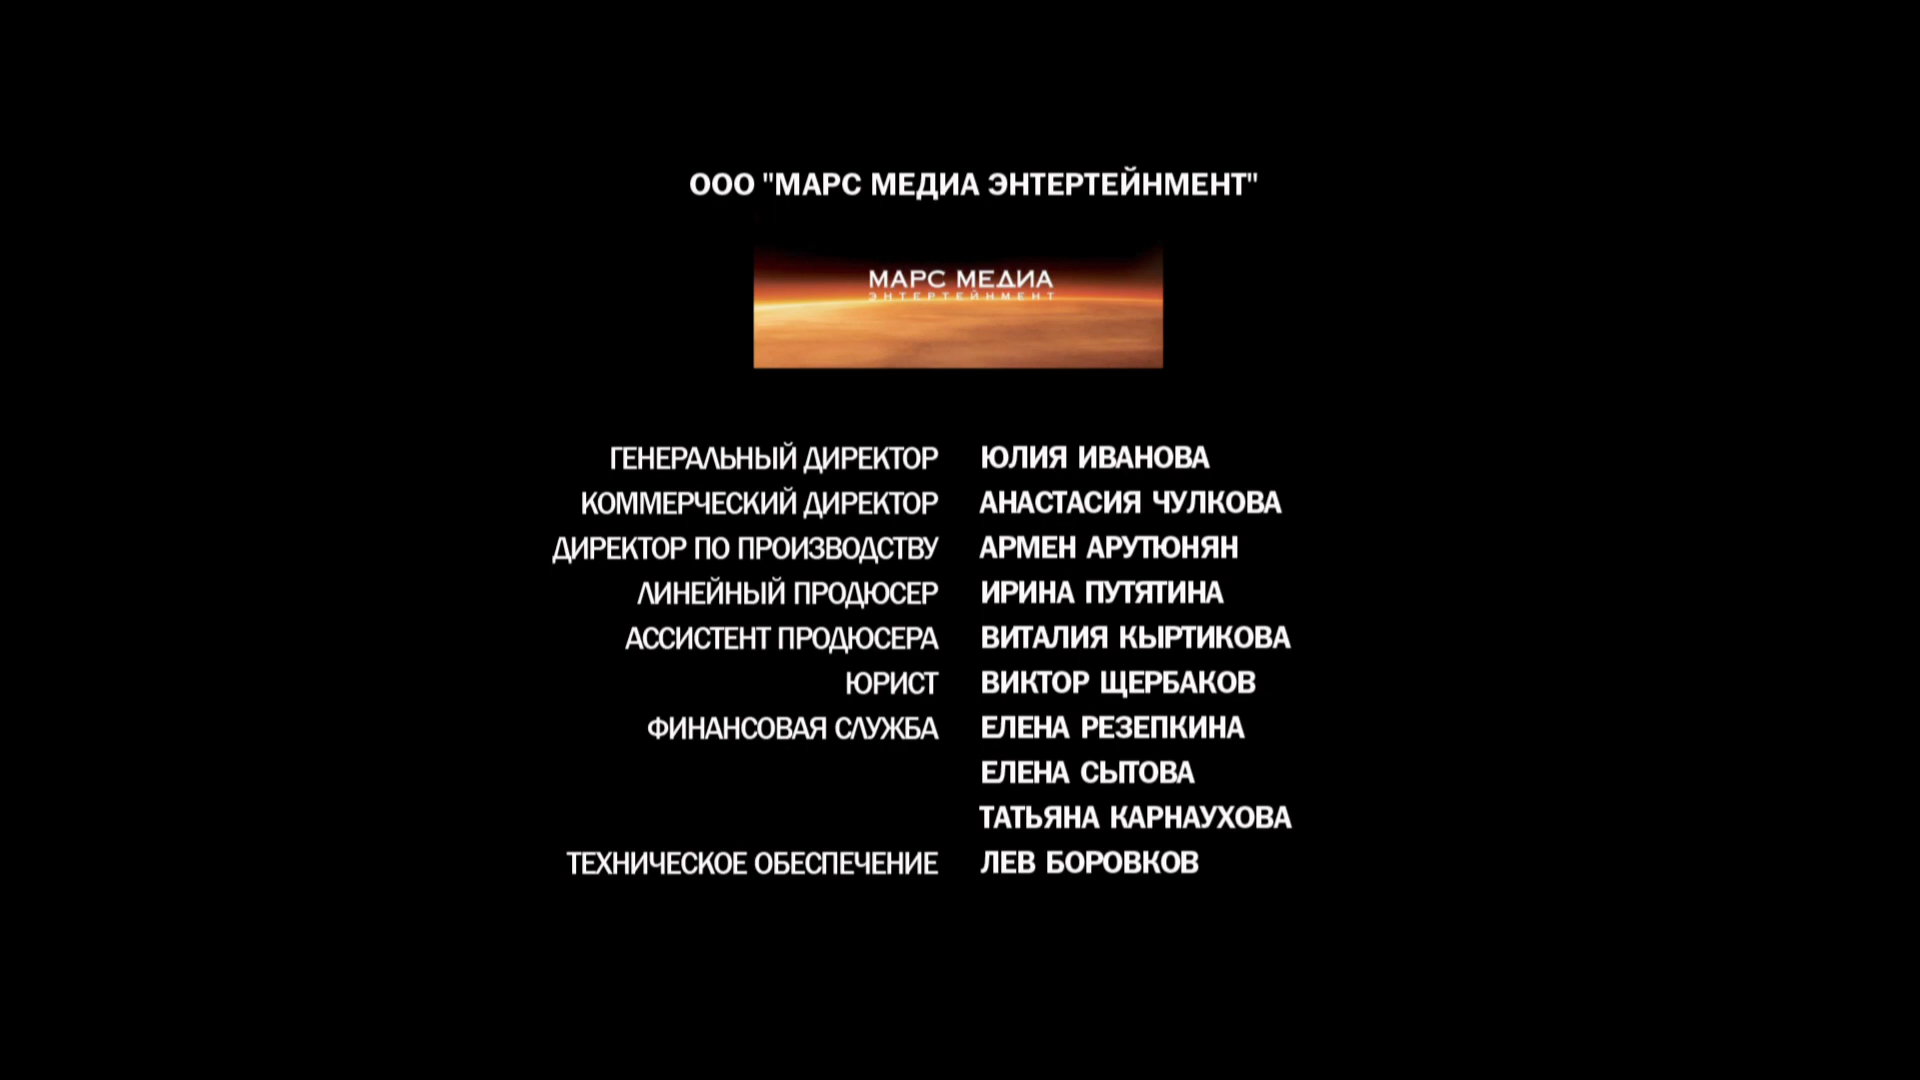 ООО "МАРС МЕДИА ЭНТЕРТЕЙНМЕНТ"
МАРС МЕДИА
ЭНТЕРТЕЙНМЕНТ
ГЕНЕРАЛЬНЫЙ ДИРЕКТОР ЮЛИЯ ИВАНОВА
КОММЕРЧЕСКИЙ ДИРЕКТОР АНАСТАСИЯ ЧУЛКОВА
ДИРЕКТОР ПО ПРОИЗВОДСТВУ АРМЕН АРУТЮНЯН
ЛИНЕЙНЫЙ ПРОДЮСЕР ИРИНА ПУТЯТИНА
АССИСТЕНТ ПРОДЮСЕРА ВИТАЛИЯ КЫРТИКОВА
ЮРИСТ ВИКТОР ЩЕРБАКОВ
ФИНАНСОВАЯ СЛУЖБА ЕЛЕНА РЕЗЕПКИНА
ЕЛЕНА СЫТОВА
ТАТЬЯНА КАРНАУХОВА
ТЕХНИЧЕСКОЕ ОБЕСПЕЧЕНИЕ ЛЕВ БОРОВКОВ